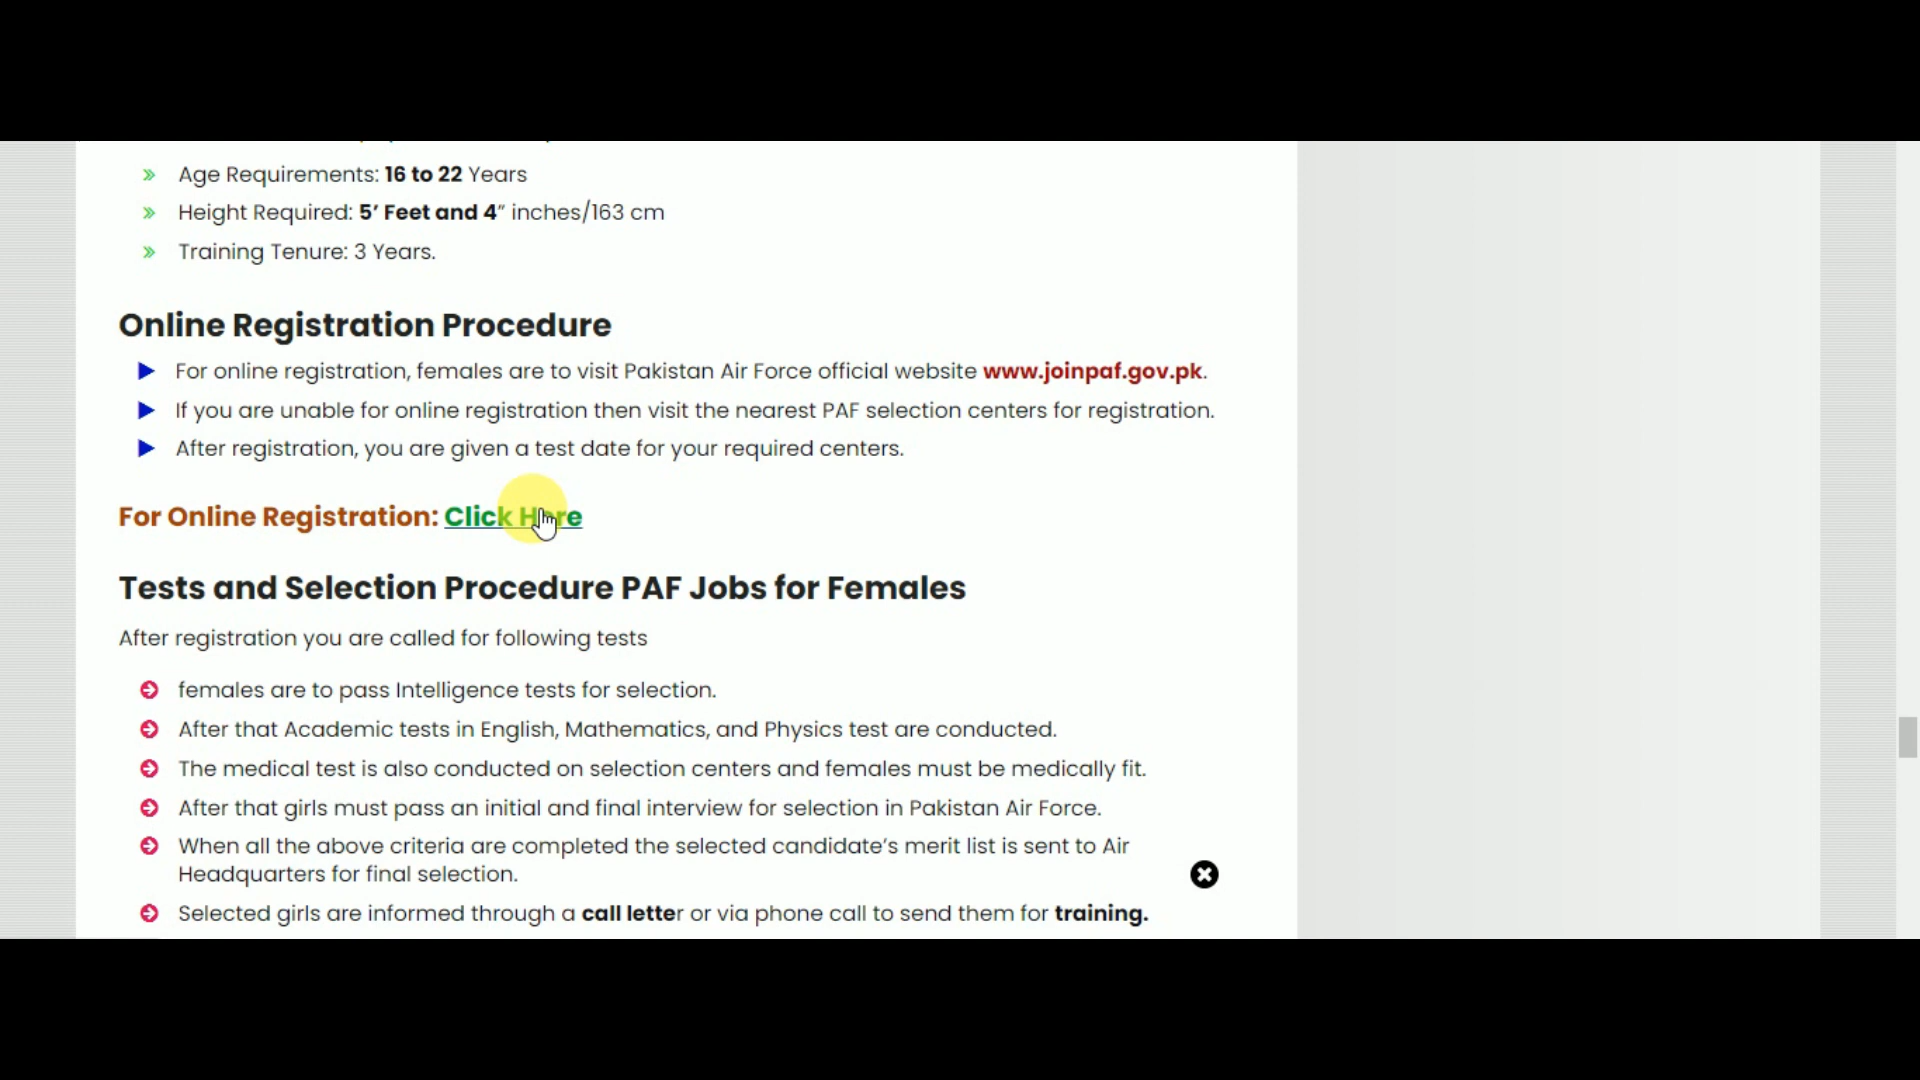 Age Requirements: 16 to 22 Years
Height Required: 5’ Feet and 4” inches/163 cm
Training Tenure: 3 Years.
Online Registration Procedure
For online registration, females are to visit Pakistan Air Force official website www.joinpaf.gov.pk.
If you are unable for online registration then visit the nearest PAF selection centers for registration.
After registration, you are given a test date for your required centers.
For Online Registration: Click Here
Tests and Selection Procedure PAF Jobs for Females
After registration you are called for following tests
females are to pass Intelligence tests for selection.
After that Academic tests in English, Mathematics, and Physics test are conducted.
The medical test is also conducted on selection centers and females must be medically fit.
After that girls must pass an initial and final interview for selection in Pakistan Air Force.
When all the above criteria are completed the selected candidate’s merit list is sent to Air
Headquarters for final selection.
Selected girls are informed through a call letter or via phone call to send them for training.